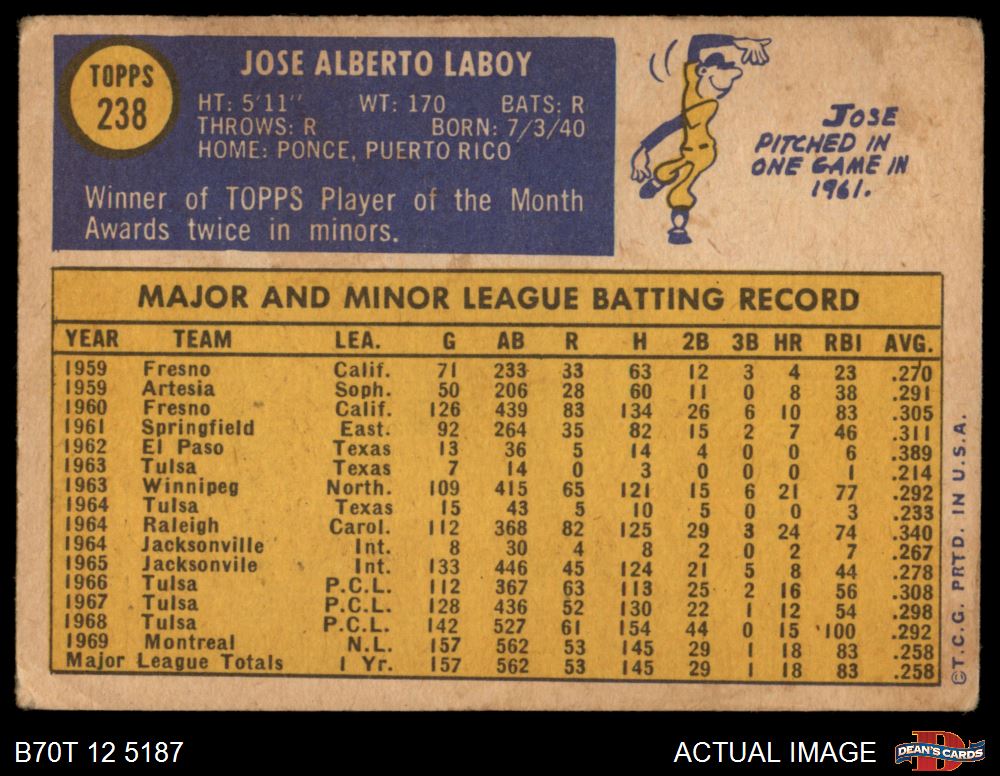 TOPPS
238
JOSE ALBERTO LABOY
HT: 5'11" WT: 170 BATS: R
THROWS: R BORN: 7/3/40
HOME: PONCE, PUERTO RICO
Winner of TOPPS Player of the Month
Awards twice in minors.
JOSE
PITCHED IN
ONE GAME IN
1961.
MAJOR AND MINOR LEAGUE BATTING RECORD
YEAR TEAM LEA. G AB R H 2B 3B HR RBI AVG.
1959 Fresno Calif. 71 233 33 63 12 3 4 23 .270
1959 Artesia Soph. 50 206 28 60 11 0 8 38 .291
1960 Fresno Calif. 126 439 83 134 26 6 10 83 .305
1961 Springfield East. 92 264 35 82 15 2 7 46 .311
1962 El Paso Texas 13 36 5 14 4 0 0 6 .389
1963 Tulsa Texas 7 14 0 3 0 0 0 1 .214
1963 Winnipeg North. 109 415 65 121 15 6 21 77 .292
1964 Tulsa Texas 15 43 5 10 5 0 0 3 .233
1964 Raleigh Carol. 112 368 82 125 29 3 24 74 .340
1964 Jacksonville Int. 8 30 4 8 2 0 2 7 .267
1965 Jacksonvile Int. 133 446 45 124 21 5 8 44 .278
1966 Tulsa P.C.L. 112 367 63 113 25 2 16 56 .308
1967 Tulsa P.C.L. 128 436 52 130 22 1 12 54 .298
1968 Tulsa P.C.L. 142 527 61 154 44 0 15 100 .292
1969 Montreal N.L. 157 562 53 145 29 1 18 83 .258
Major League Totals 1 Yr. 157 562 53 145 29 1 18 83 .258
©T.C.G. PRTD. IN U.S.A.
B70T 12 5187
ACTUAL IMAGE
D
DEAN'S CARDS